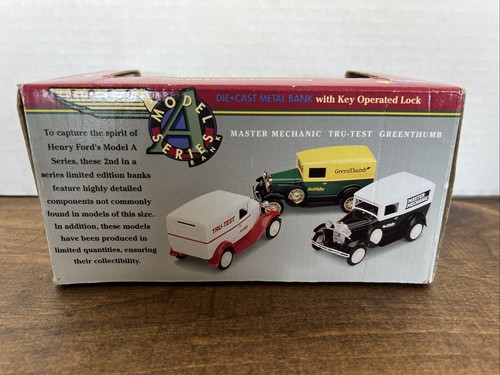 DIE•CAST METAL BANK with Key Operated Lock
MODEL
A
SERIES
BANK
MASTER MECHANIC TRU-TEST GREENTHUMB
To capture the spirit of
Henry Ford's Model A
Series, these 2nd in a
series limited edition banks
feature highly detailed
components not commonly
found in models of this size.
In addition, these models
have been produced in
limited quantities, ensuring
their collectibility.
GreenThumb
TRU-TEST
MASTER
MECHANIC